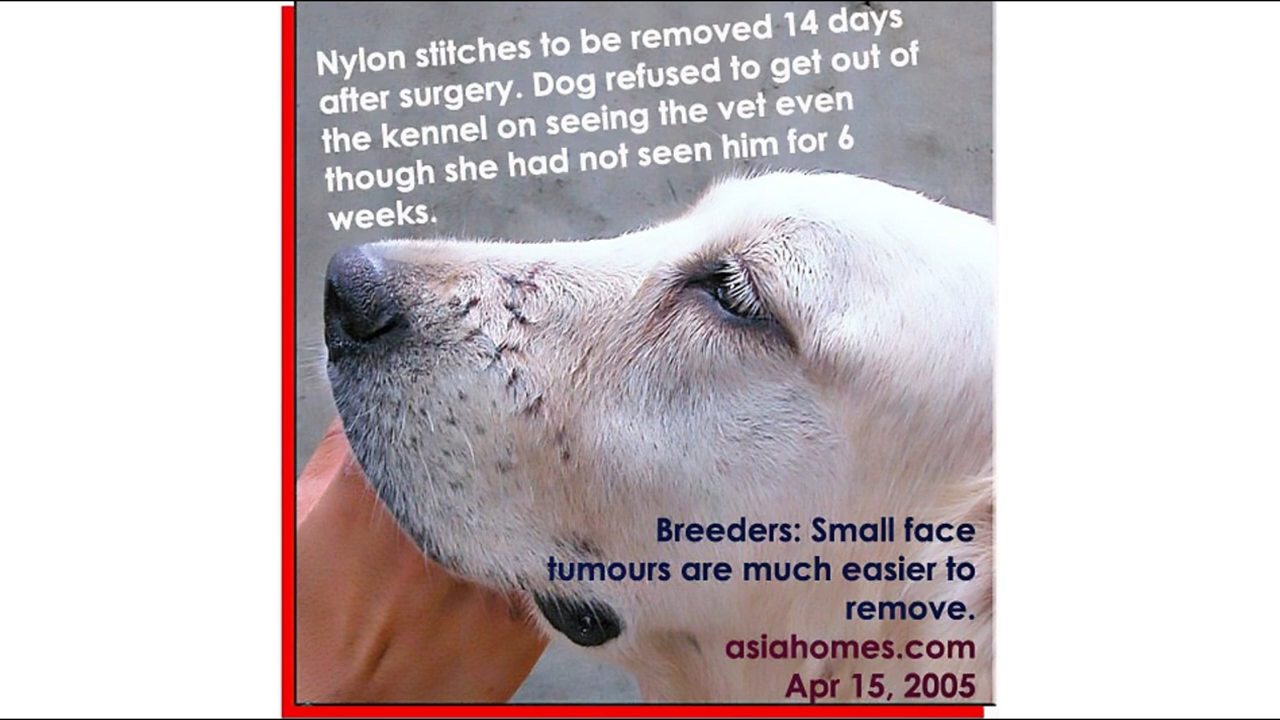 Nylon stitches to be removed 14 days
after surgery. Dog refused to get out of
the kennel on seeing the vet even
though she had not seen him for 6
weeks.
Breeders: Small face
tumours are much easier to
remove.
asiahomes.com
Apr 15, 2005